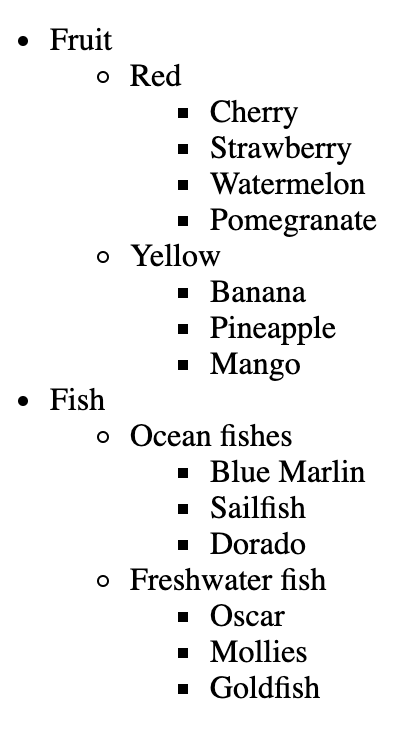 Fruit
Red
Cherry
Strawberry
Watermelon
Pomegranate
Yellow
Banana
Pineapple
Mango
Fish
Ocean fishes
Blue Marlin
Sailfish
Dorado
Freshwater fish
Oscar
Mollies
Goldfish